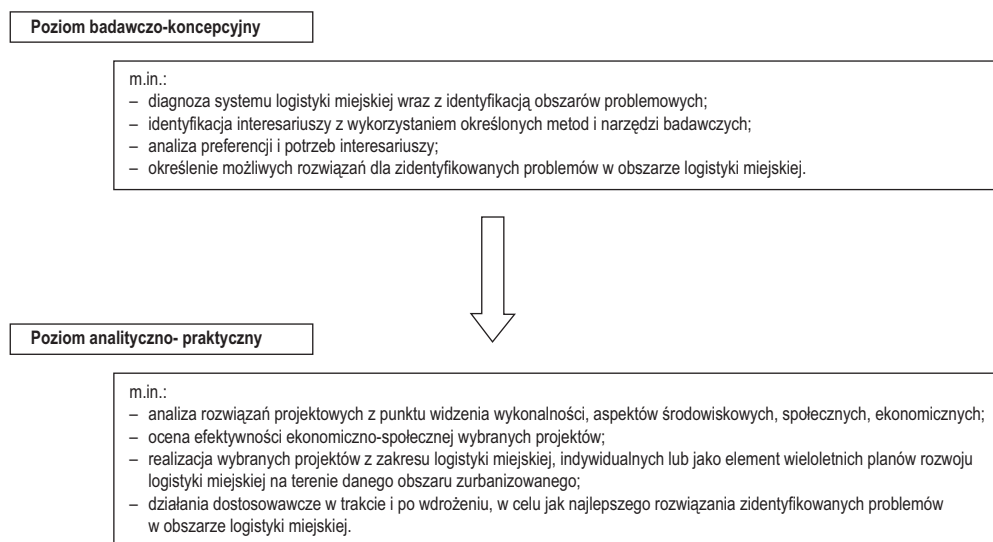 Poziom badawczo-koncepcyjny
m.in.:
– diagnoza systemu logistyki miejskiej wraz z identyfikacją obszarów problemowych;
– identyfikacja interesariuszy z wykorzystaniem określonych metod i narzędzi badawczych;
– analiza preferencji i potrzeb interesariuszy;
– określenie możliwych rozwiązań dla zidentyfikowanych problemów w obszarze logistyki miejskiej.
Poziom analityczno- praktyczny
m.in.:
– analiza rozwiązań projektowych z punktu widzenia wykonalności, aspektów środowiskowych, społecznych, ekonomicznych;
– ocena efektywności ekonomiczno-społecznej wybranych projektów;
– realizacja wybranych projektów z zakresu logistyki miejskiej, indywidualnych lub jako element wieloletnich planów rozwoju
logistyki miejskiej na terenie danego obszaru zurbanizowanego;
– działania dostosowawcze w trakcie i po wdrożeniu, w celu jak najlepszego rozwiązania zidentyfikowanych problemów
w obszarze logistyki miejskiej.